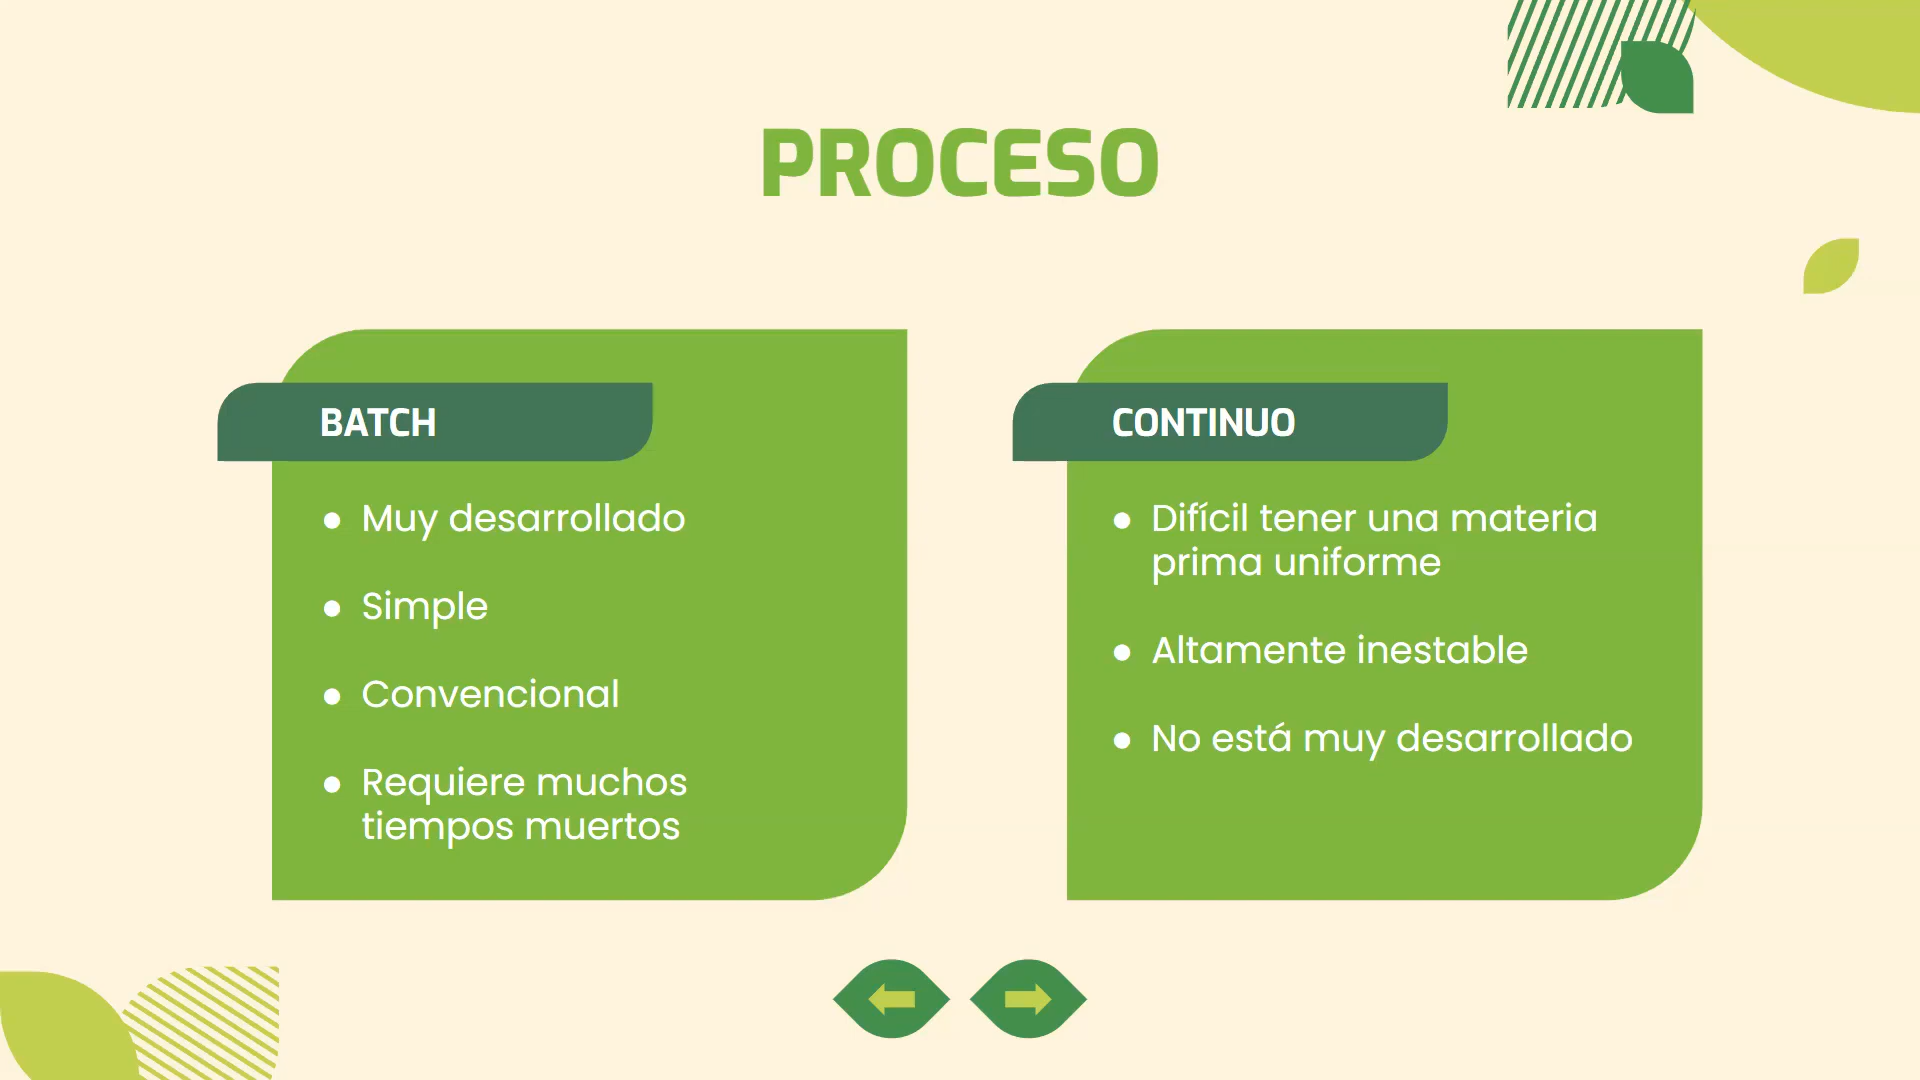 PROCESO
BATCH
● Muy desarrollado
● Simple
● Convencional
● Requiere muchos
tiempos muertos
CONTINUO
● Difícil tener una materia
prima uniforme
● Altamente inestable
● No está muy desarrollado